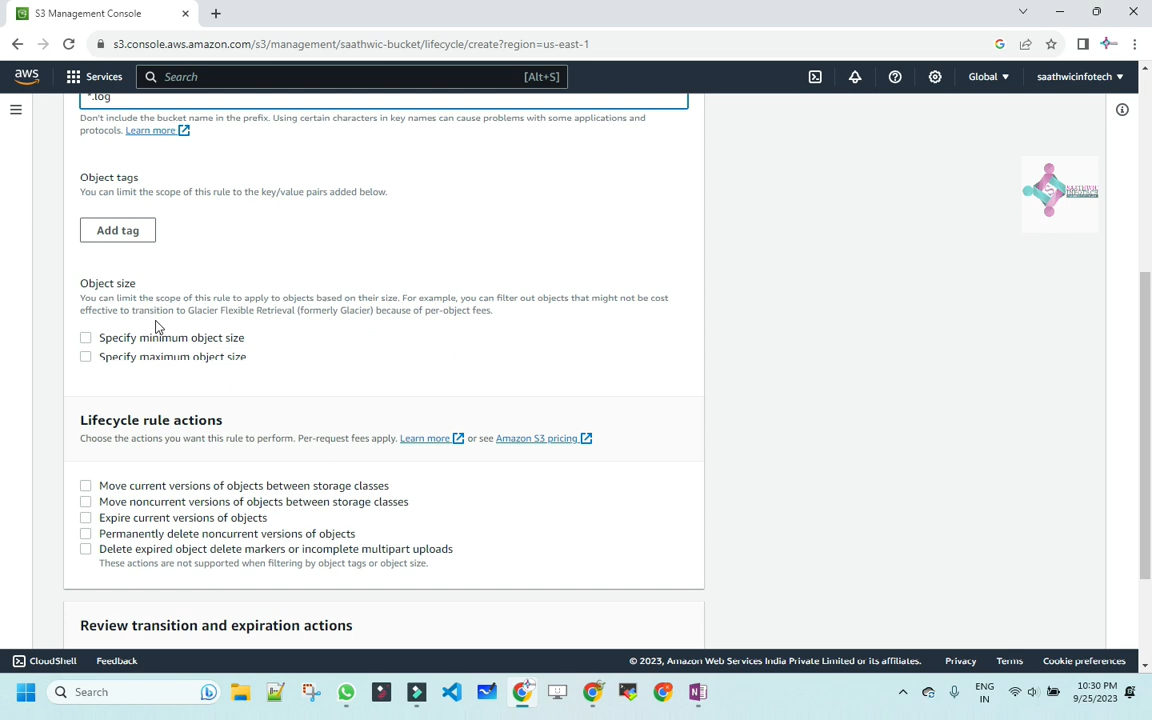 S3 Management Console
s3.console.aws.amazon.com/s3/management/saathwic-bucket/lifecycle/create?region=us-east-1
aws
Services
Search
[Alt+S]
Global
saathwicinfotech
*.log
Don't include the bucket name in the prefix. Using certain characters in key names can cause problems with some applications and
protocols. Learn more
Object tags
You can limit the scope of this rule to the key/value pairs added below.
Add tag
Object size
You can limit the scope of this rule to apply to objects based on their size. For example, you can filter out objects that might not be cost
effective to transition to Glacier Flexible Retrieval (formerly Glacier) because of per-object fees.
Specify minimum object size
Specify maximum object size
Lifecycle rule actions
Choose the actions you want this rule to perform. Per-request fees apply. Learn more or see Amazon S3 pricing
Move current versions of objects between storage classes
Move noncurrent versions of objects between storage classes
Expire current versions of objects
Permanently delete noncurrent versions of objects
Delete expired object delete markers or incomplete multipart uploads
These actions are not supported when filtering by object tags or object size.
Review transition and expiration actions
CloudShell
Feedback
© 2023, Amazon Web Services India Private Limited or its affiliates.
Privacy
Terms
Cookie preferences
Search
ENG
IN
10:30 PM
9/25/2023